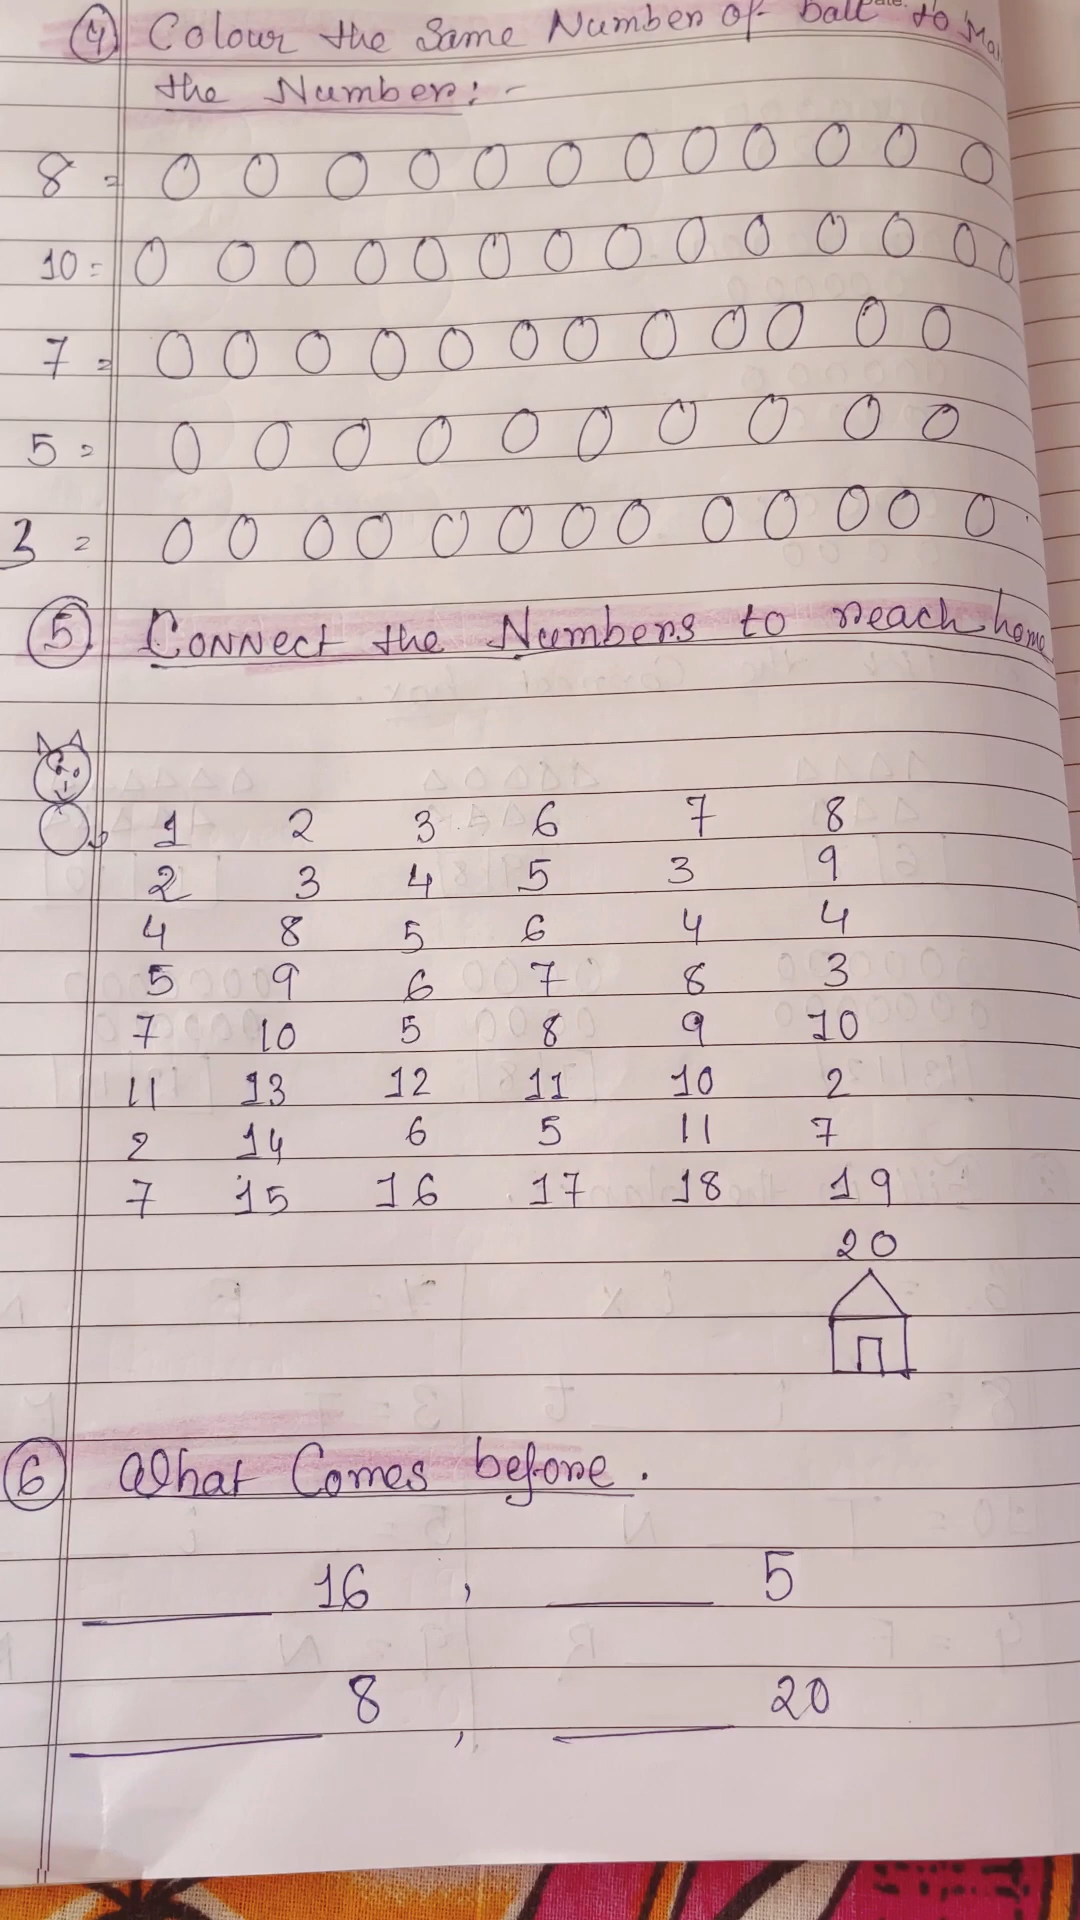 ④ Colour the Same Number of ball to
the Number:-
8 = O O O O O O O O O O O O
10 = O O O O O O O O O O O O O O
7 = O O O O O O O O O O O O
5 = O O O O O O O O O O
3 = O O O O O O O O O O O O O
⑤ Connect the Numbers to reach home
1 2 3 6 7 8
2 3 4 5 3 9
4 8 5 6 4 4
5 9 6 7 8 3
7 10 5 8 9 10
11 13 12 11 10 2
2 14 6 5 11 7
7 15 16 17 18 19
20
⑥ What Comes before.
____ 16 , ____ 5
____ 8 , ____ 20